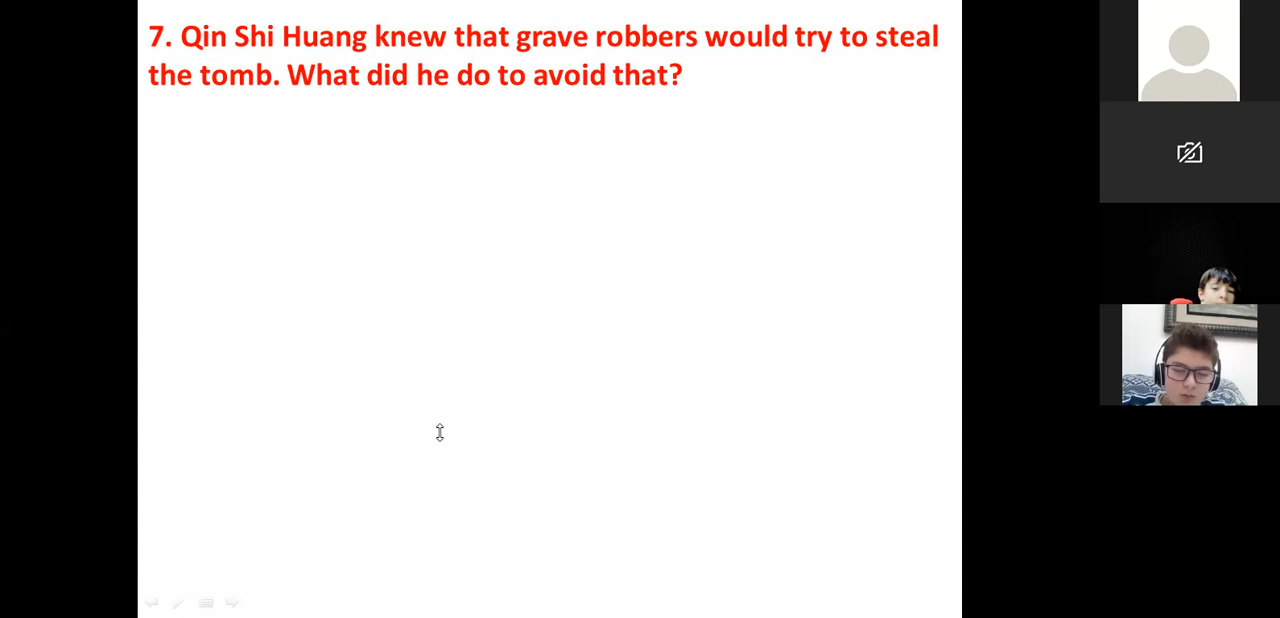 7. Qin Shi Huang knew that grave robbers would try to steal
the tomb. What did he do to avoid that?